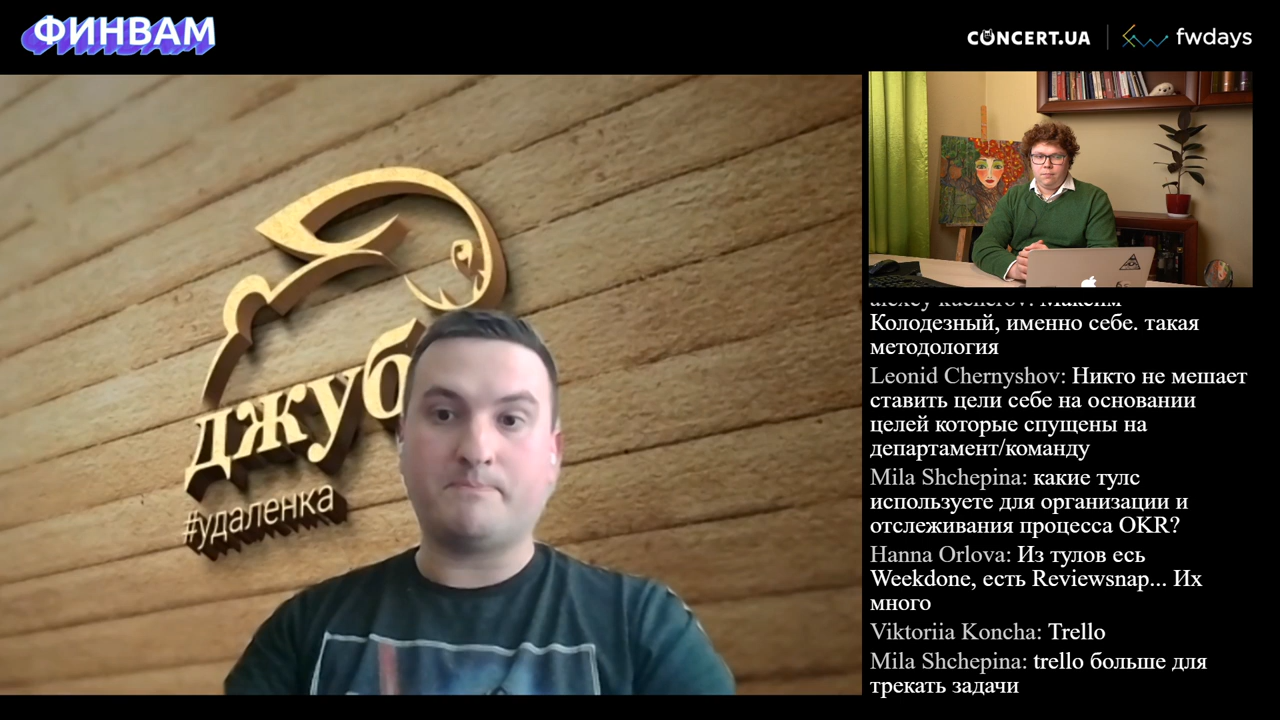 ФИНВАМ
CONCERT.UA
fwdays
джуб
#удаленка
alexey kucherov: Максим
Колодезный, именно себе. такая
методология
Leonid Chernyshov: Никто не мешает
ставить цели себе на основании
целей которые спущены на
департамент/команду
Mila Shchepina: какие тулс
используете для организации и
отслеживания процесса OKR?
Hanna Orlova: Из тулов есь
Weekdone, есть Reviewsnap... Их
много
Viktoriia Koncha: Trello
Mila Shchepina: trello больше для
трекать задачи